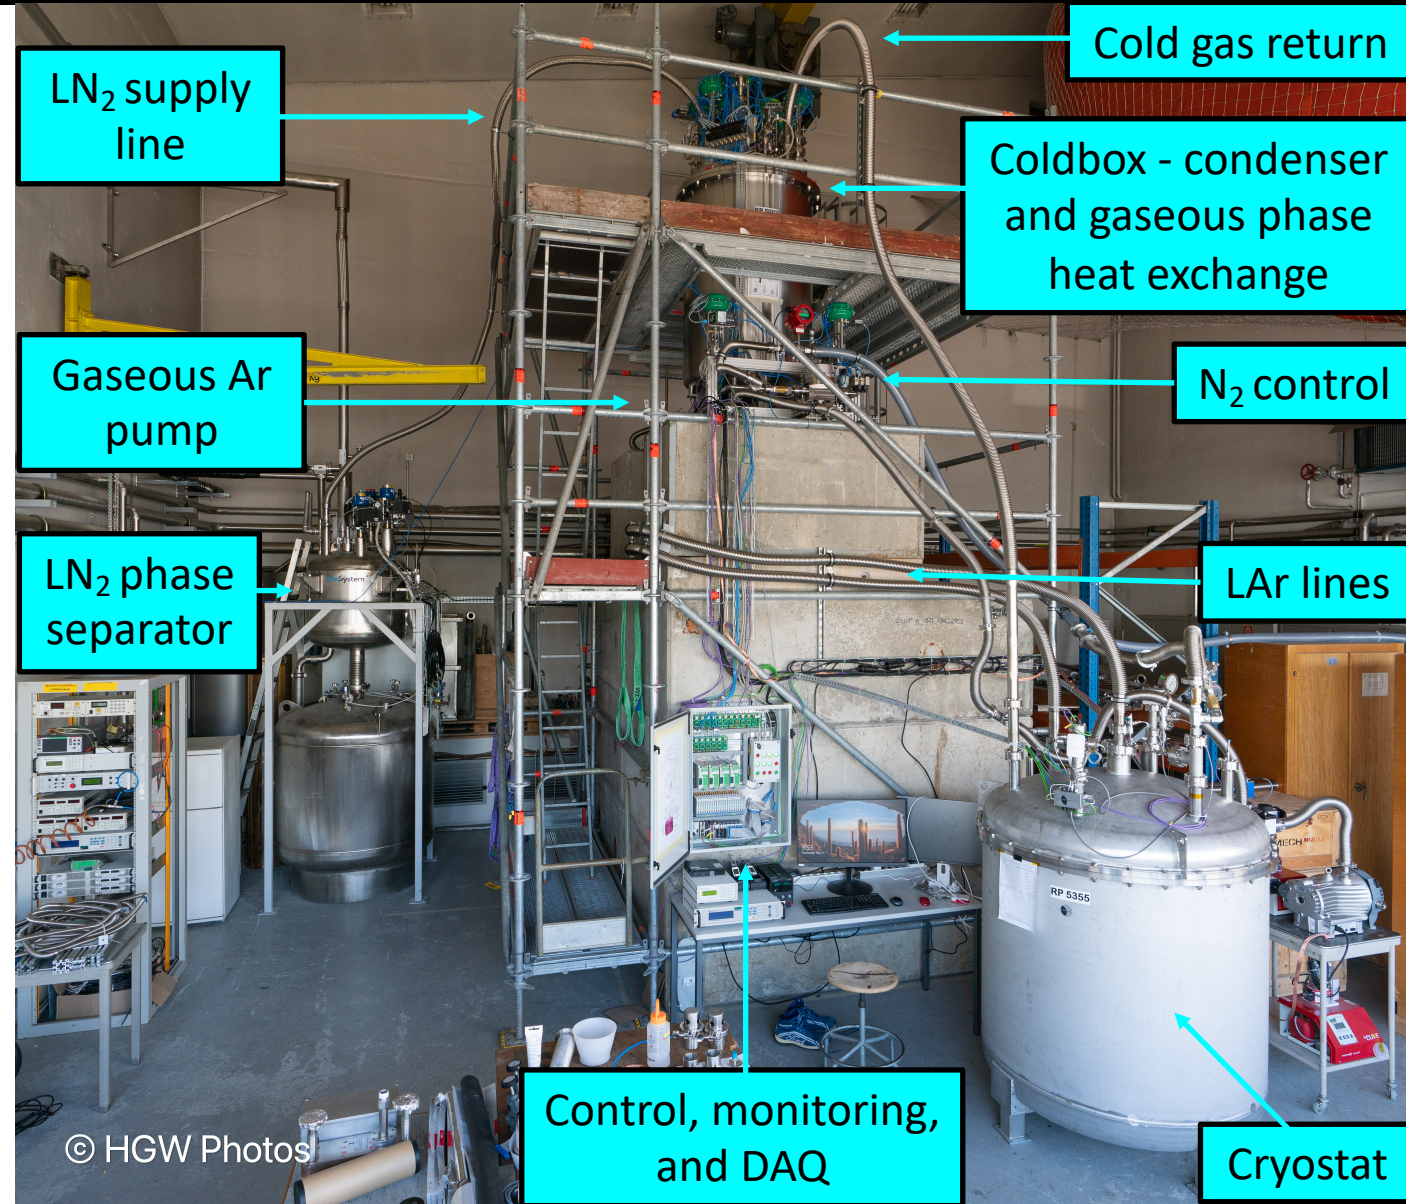 Cold gas return
LN₂ supply
line
Coldbox - condenser
and gaseous phase
heat exchange
Gaseous Ar
pump
N₂ control
LN₂ phase
separator
LAr lines
RP 5355
Control, monitoring,
and DAQ
Cryostat
© HGW Photos